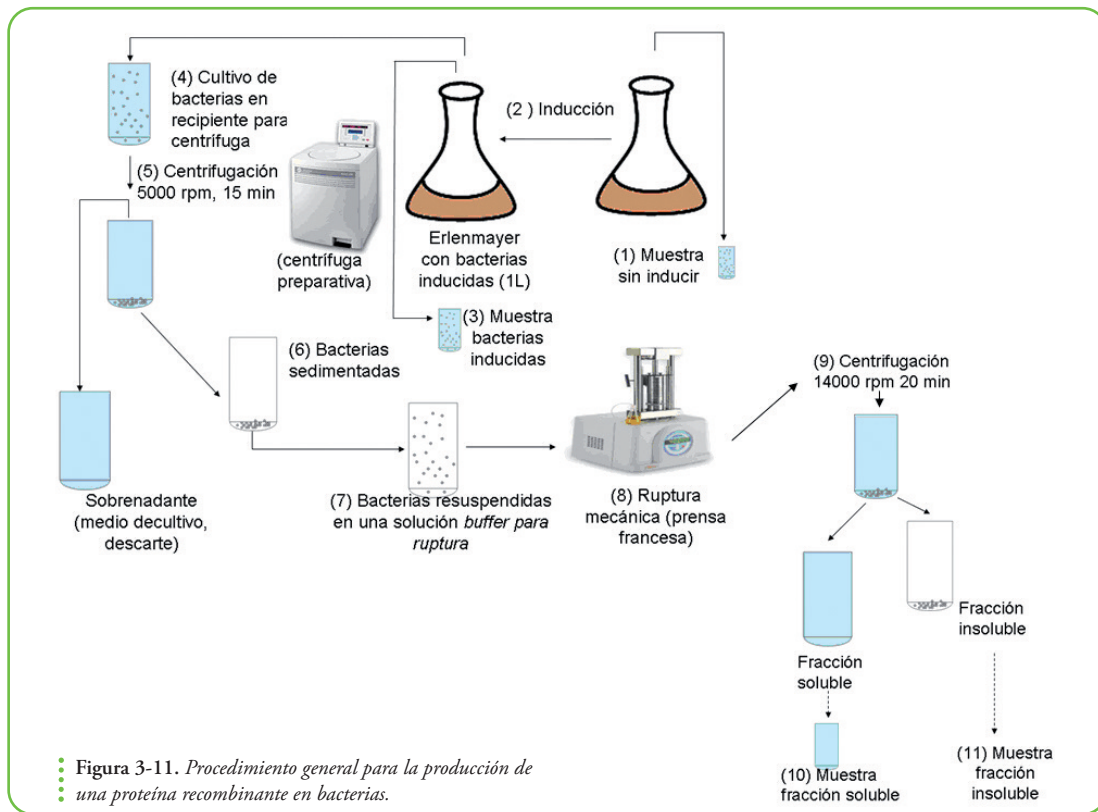 (4) Cultivo de
bacterias en
recipiente para
centrífuga
(5) Centrifugación
5000 rpm, 15 min
(centrífuga
preparativa)
(2 ) Inducción
Erlenmayer
con bacterias
inducidas (1L)
(1) Muestra
sin inducir
(3) Muestra
bacterias
inducidas
(6) Bacterias
sedimentadas
Sobrenadante
(medio decultivo,
descarte)
(7) Bacterias resuspendidas
en una solución buffer para
ruptura
(8) Ruptura
mecánica (prensa
francesa)
(9) Centrifugación
14000 rpm 20 min
Fracción
soluble
Fracción
insoluble
(10) Muestra
fracción soluble
(11) Muestra
fracción
insoluble
Figura 3-11. Procedimiento general para la producción de
una proteína recombinante en bacterias.